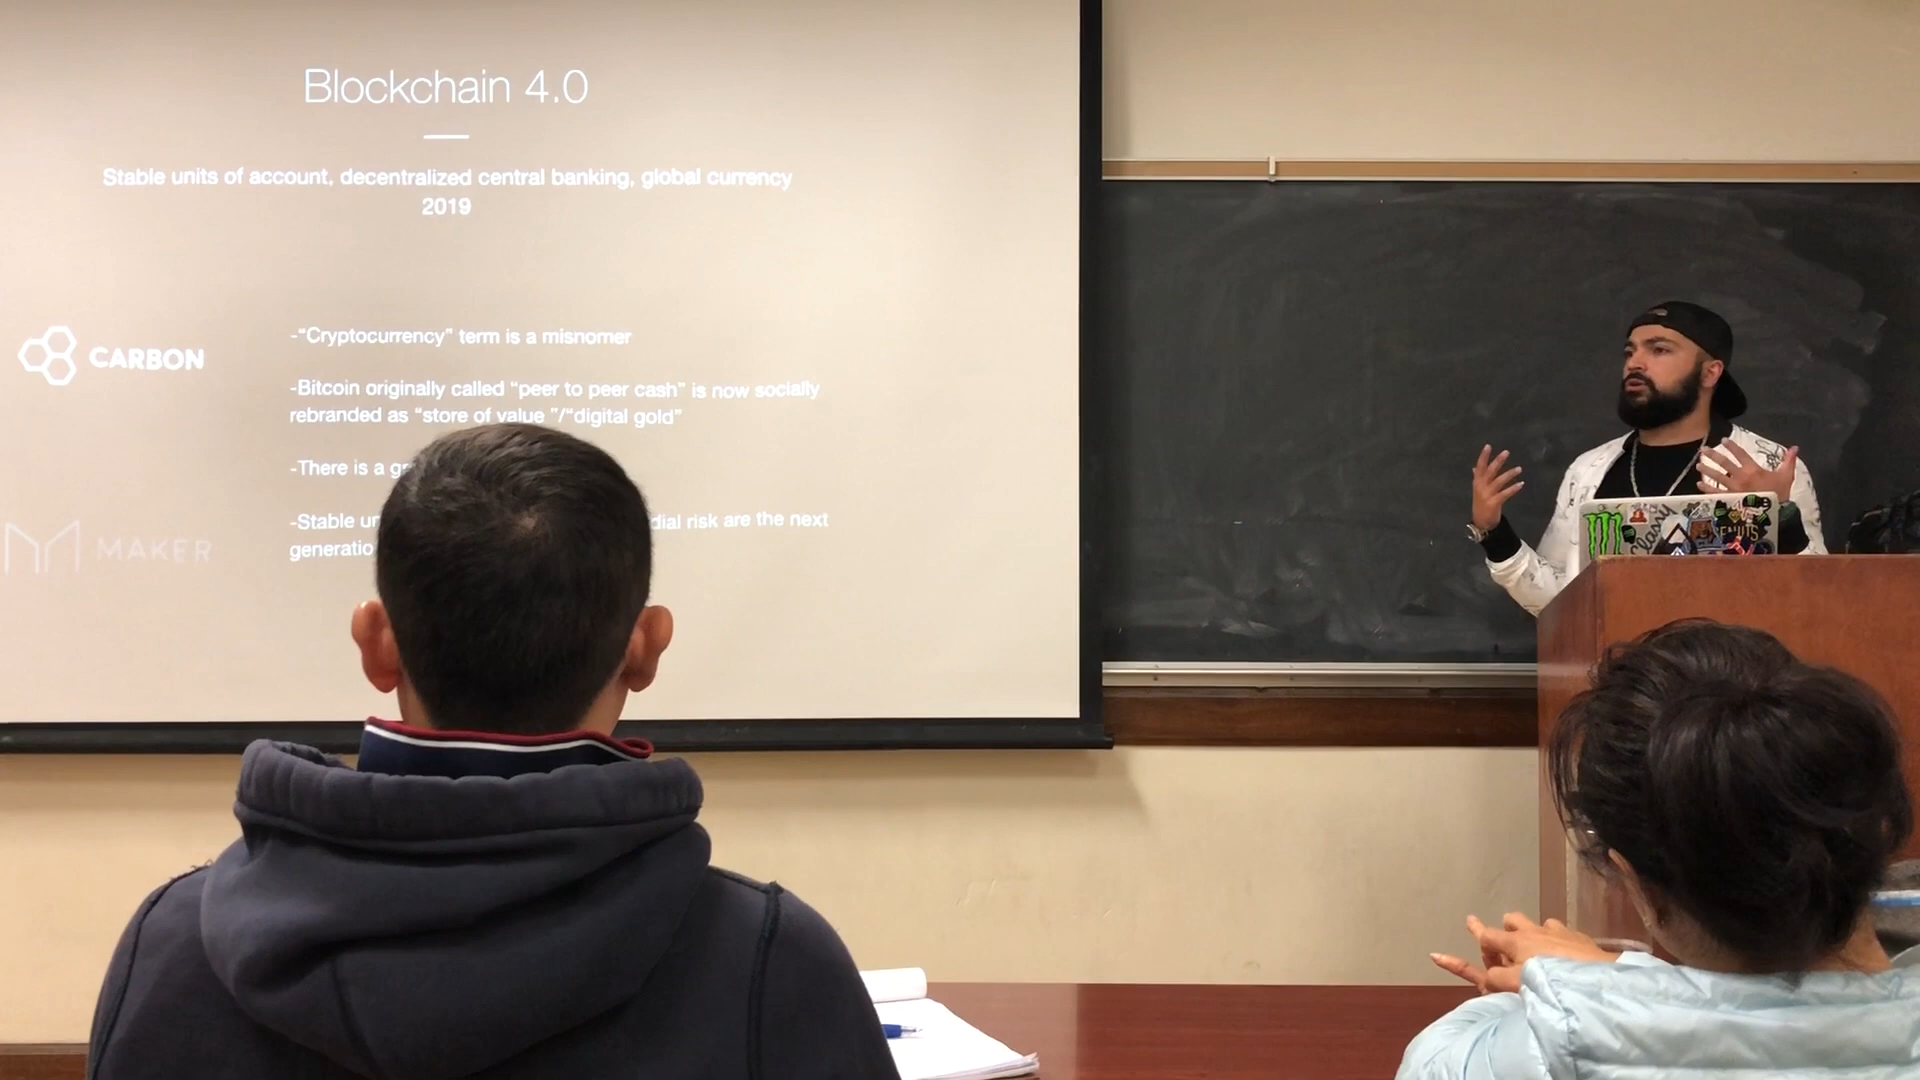 Blockchain 4.0
Stable units of account, decentralized central banking, global currency
2019
CARBON
-“Cryptocurrency” term is a misnomer
-Bitcoin originally called “peer to peer cash” is now socially
rebranded as “store of value ”/“digital gold”
-There is a
MAKER
-Stable risk are the next
Classy